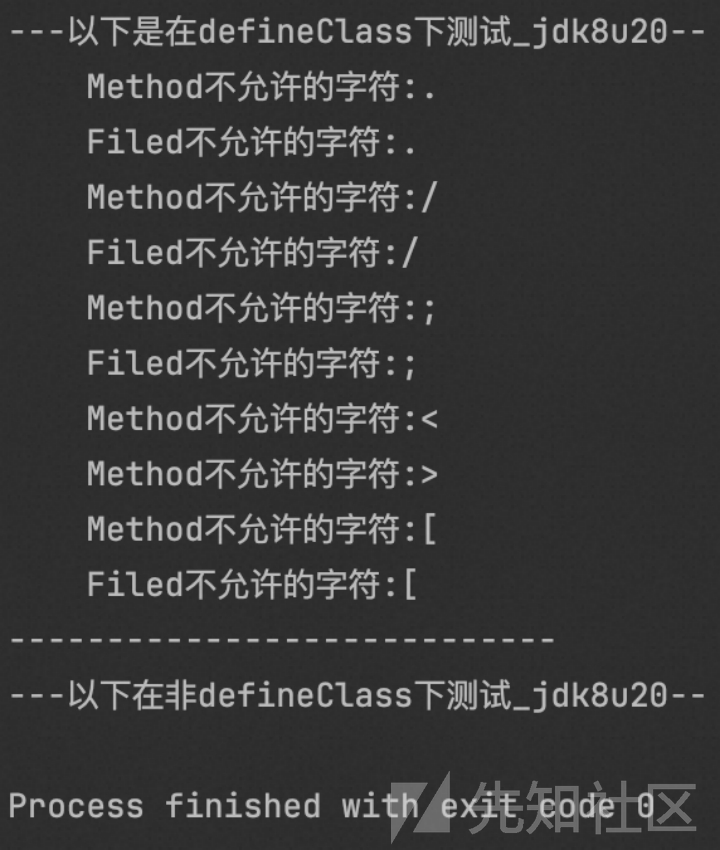 ---以下是在defineClass下测试_jdk8u20--
Method不允许的字符:.
Filed不允许的字符:.
Method不允许的字符:/
Filed不允许的字符:/
Method不允许的字符:;
Filed不允许的字符:;
Method不允许的字符:<
Method不允许的字符:>
Method不允许的字符:[
Filed不允许的字符:[
----------------------------
---以下在非defineClass下测试_jdk8u20--
Process finished with exit code 0
先知社区